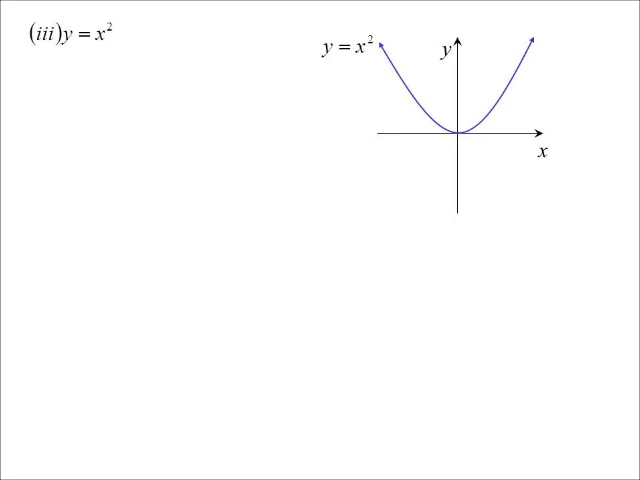 (iii) y = x²
y = x²
y
x